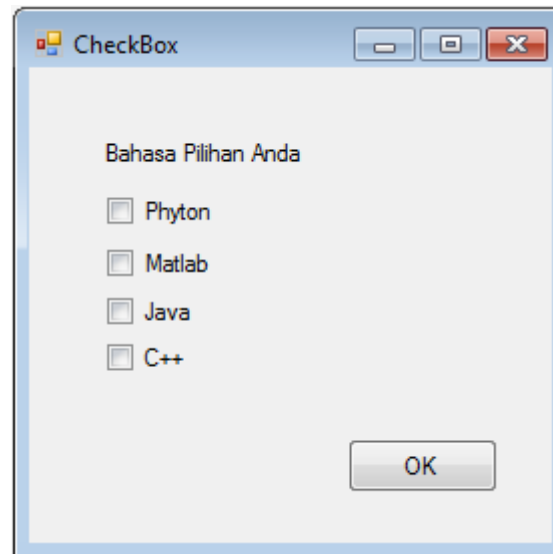 CheckBox
Bahasa Pilihan Anda
Phyton
Matlab
Java
C++
OK